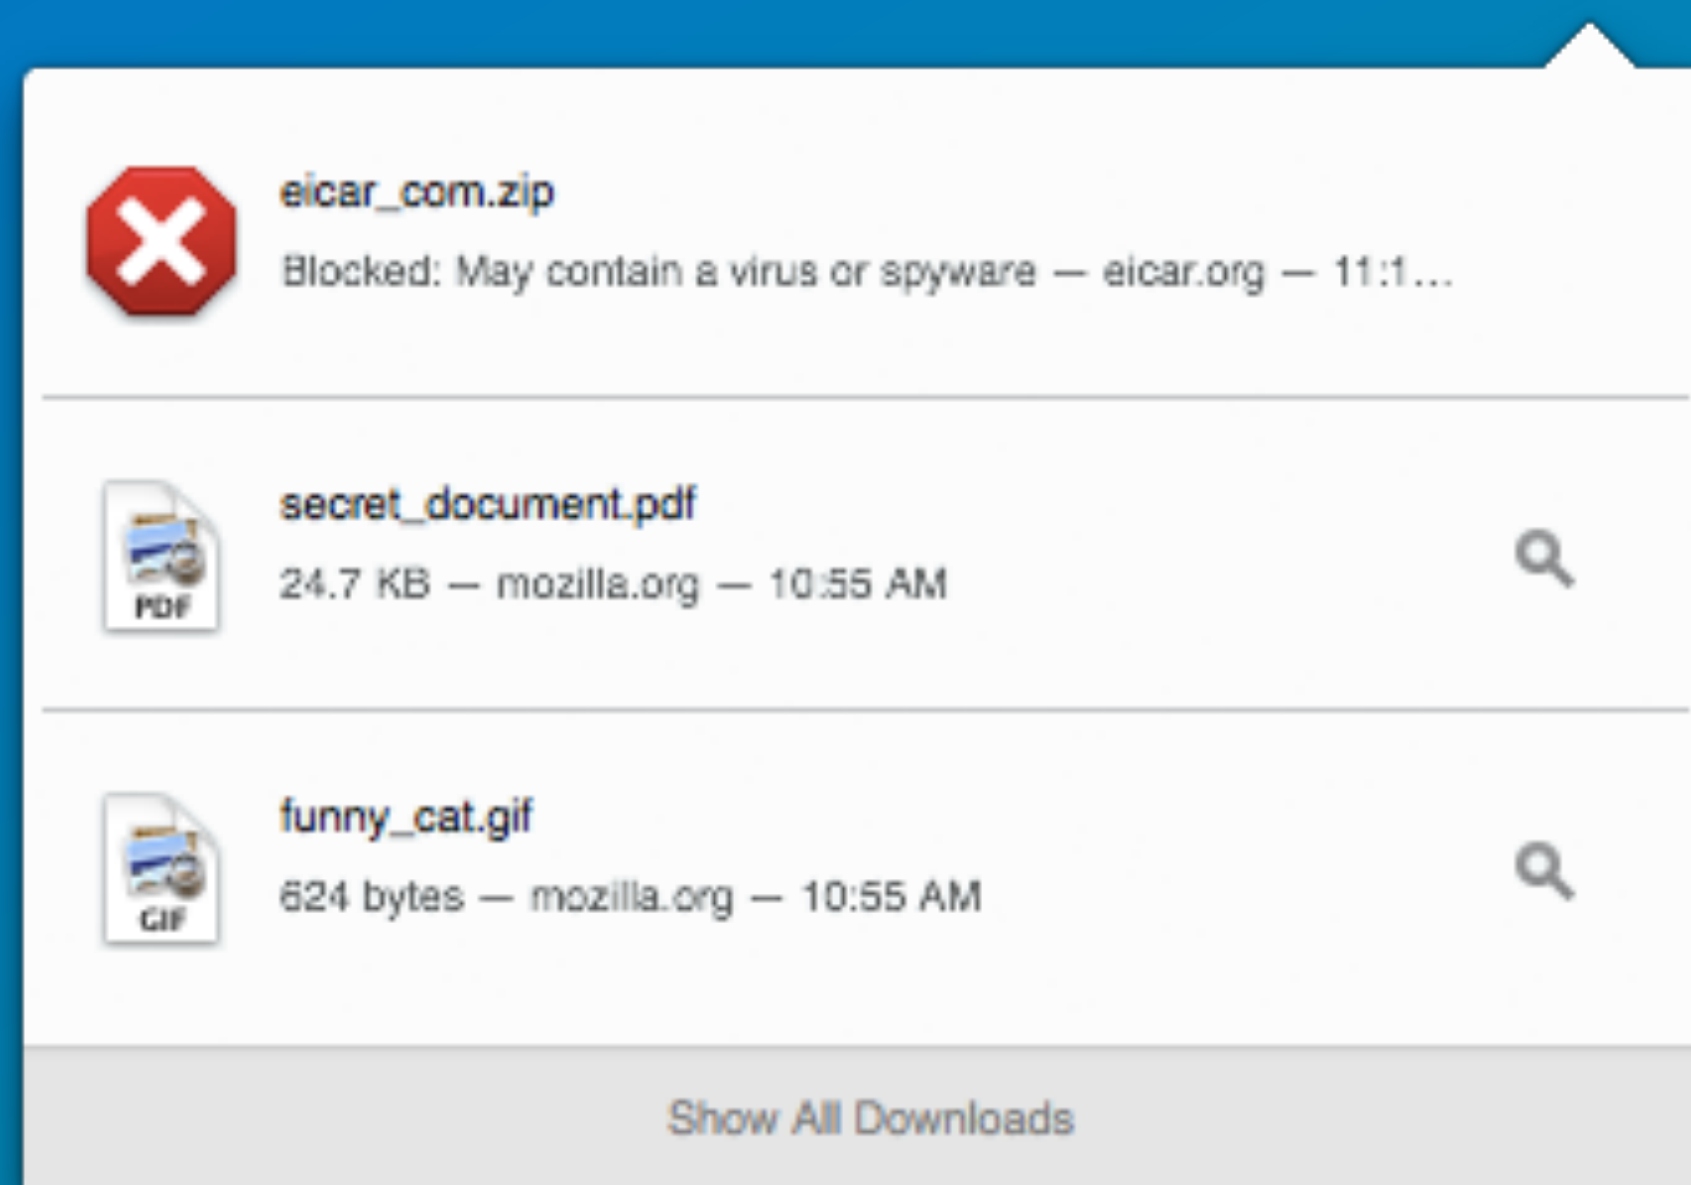 eicar_com.zip
Blocked: May contain a virus or spyware — eicar.org — 11:1...
secret_document.pdf
24.7 KB — mozilla.org — 10:55 AM
PDF
funny_cat.gif
624 bytes — mozilla.org — 10:55 AM
GIF
Show All Downloads